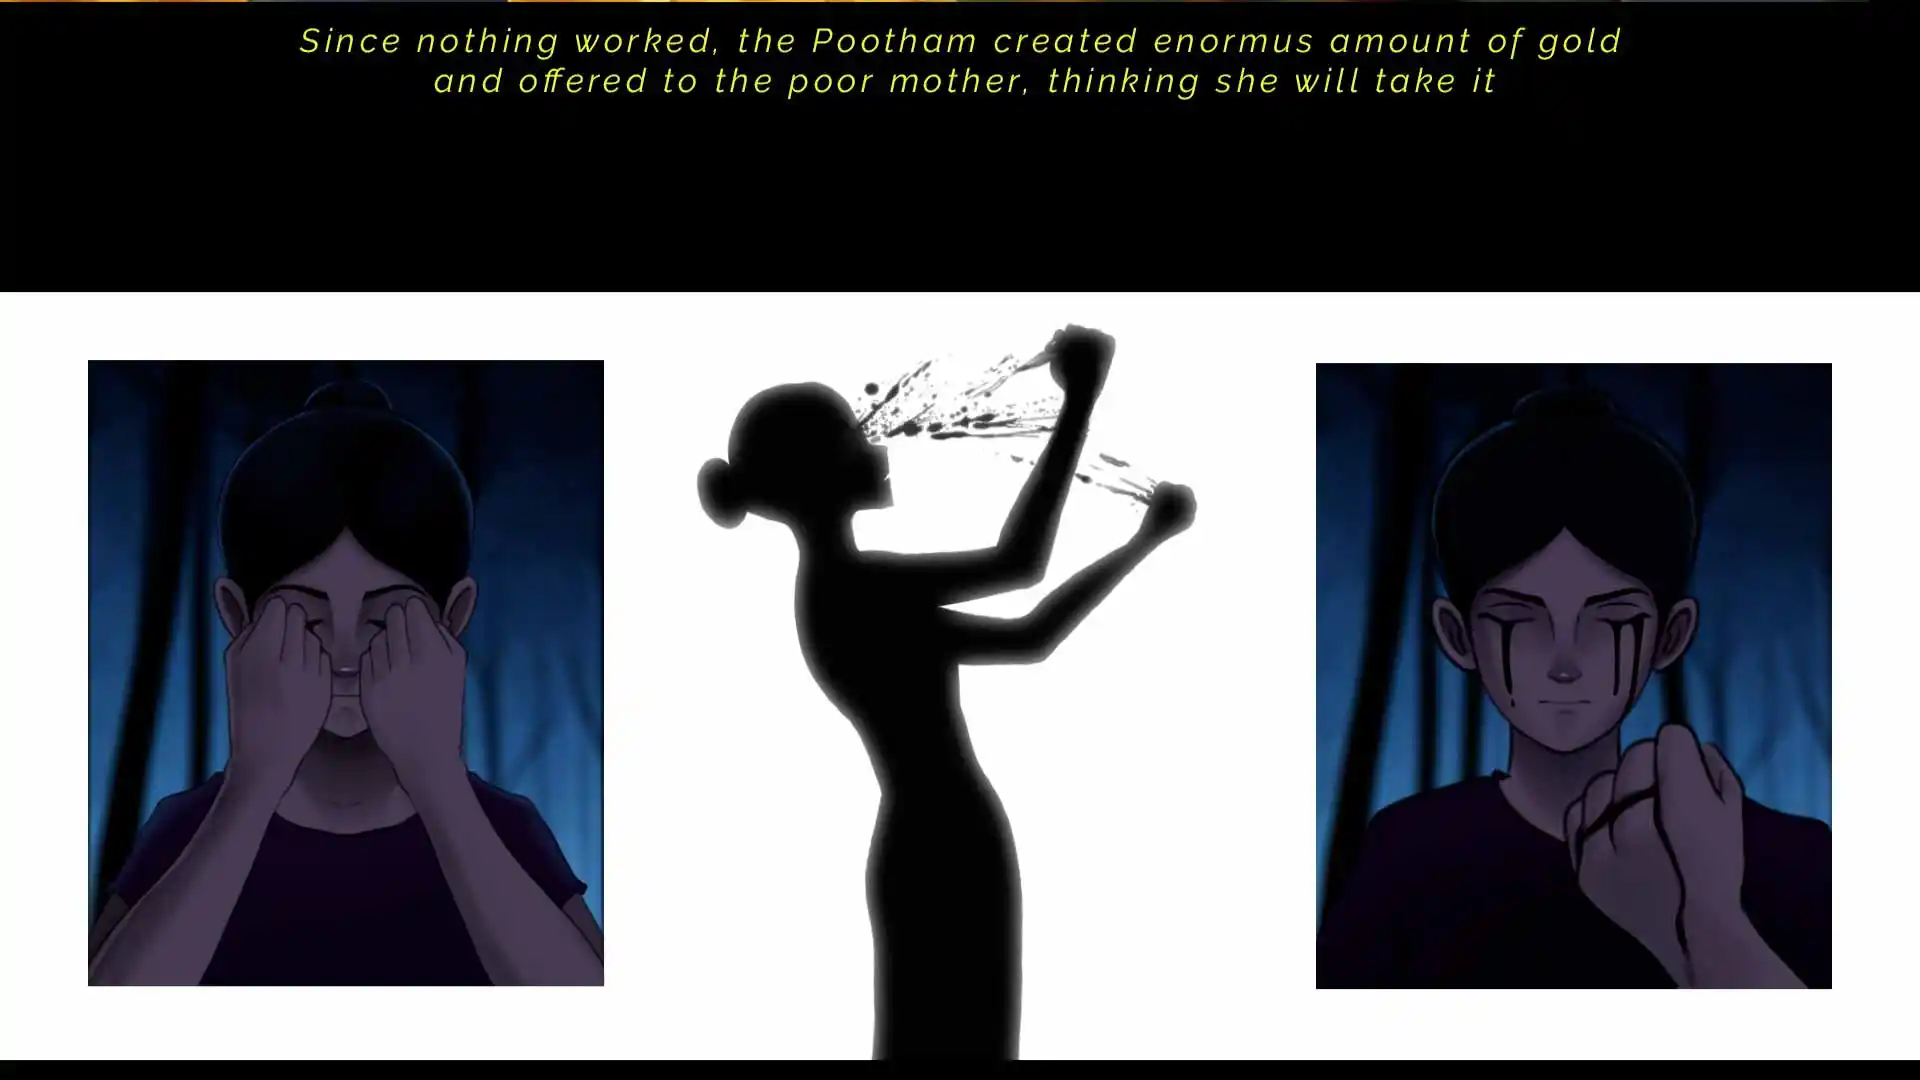 Since nothing worked, the Pootham created enormus amount of gold
and offered to the poor mother, thinking she will take it